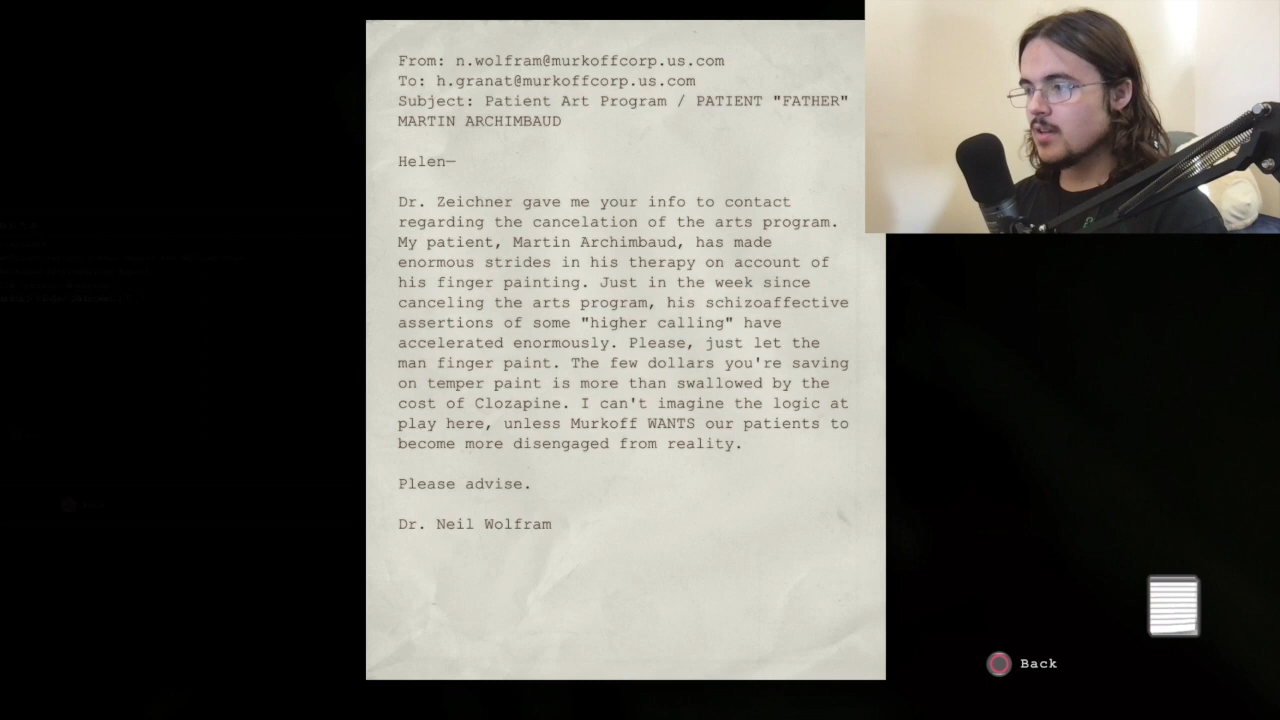 From: n.wolfram@murkoffcorp.us.com
To: h.granat@murkoffcorp.us.com
Subject: Patient Art Program / PATIENT "FATHER"
MARTIN ARCHIMBAUD
Helen—
Dr. Zeichner gave me your info to contact
regarding the cancelation of the arts program.
My patient, Martin Archimbaud, has made
enormous strides in his therapy on account of
his finger painting. Just in the week since
canceling the arts program, his schizoaffective
assertions of some "higher calling" have
accelerated enormously. Please, just let the
man finger paint. The few dollars you're saving
on temper paint is more than swallowed by the
cost of Clozapine. I can't imagine the logic at
play here, unless Murkoff WANTS our patients to
become more disengaged from reality.
Please advise.
Dr. Neil Wolfram
Back